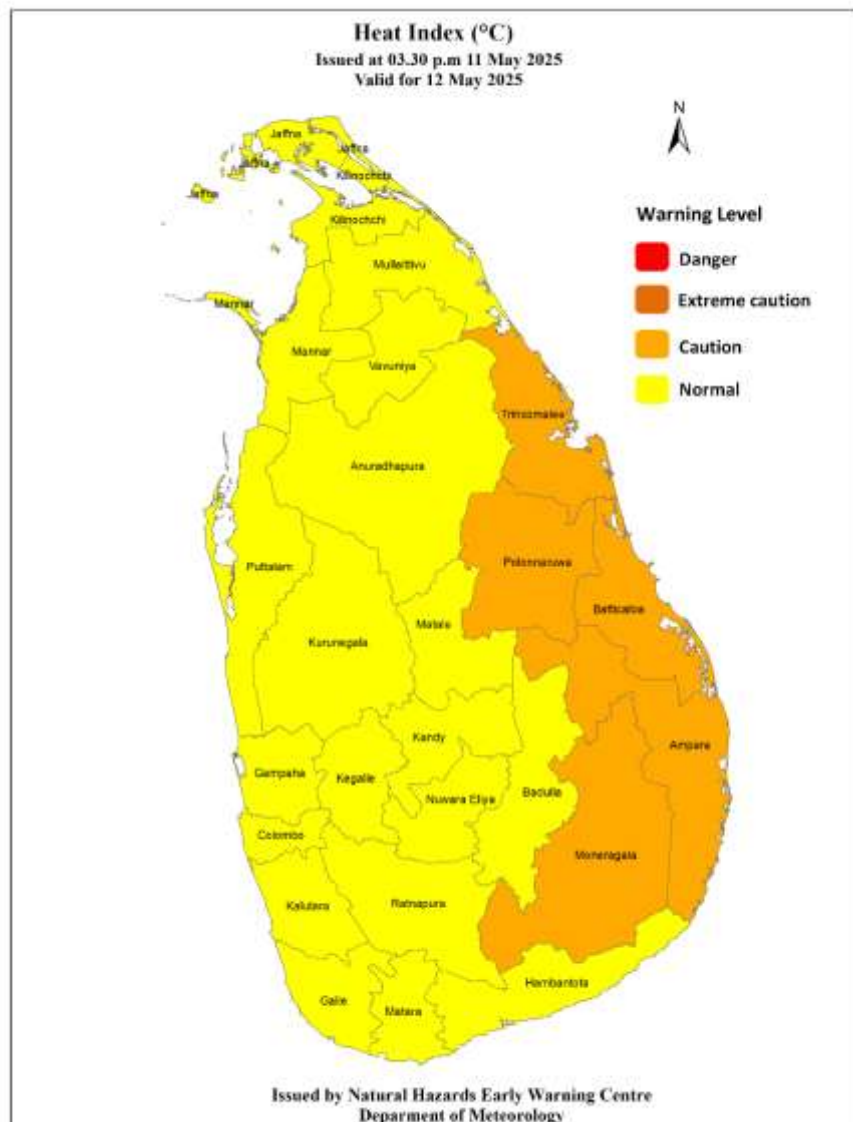 Heat Index (°C)
Issued at 03.30 p.m 11 May 2025
Valid for 12 May 2025
N
Jaffna
Jaffna
Jaffna
Kilinochchi
Jaffna
Kilinochchi
Mullaittivu
Mannar
Mannar
Vavuniya
Trincomalee
Anuradhapura
Puttalam
Polonnaruwa
Batticaloa
Matale
Kurunegala
Kandy
Ampara
Gampaha
Kegalle
Nuwara Eliya
Badulla
Colombo
Moneragala
Kalutara
Ratnapura
Hambantota
Galle
Matara
Warning Level
Danger
Extreme caution
Caution
Normal
Issued by Natural Hazards Early Warning Centre
Deparment of Meteorology